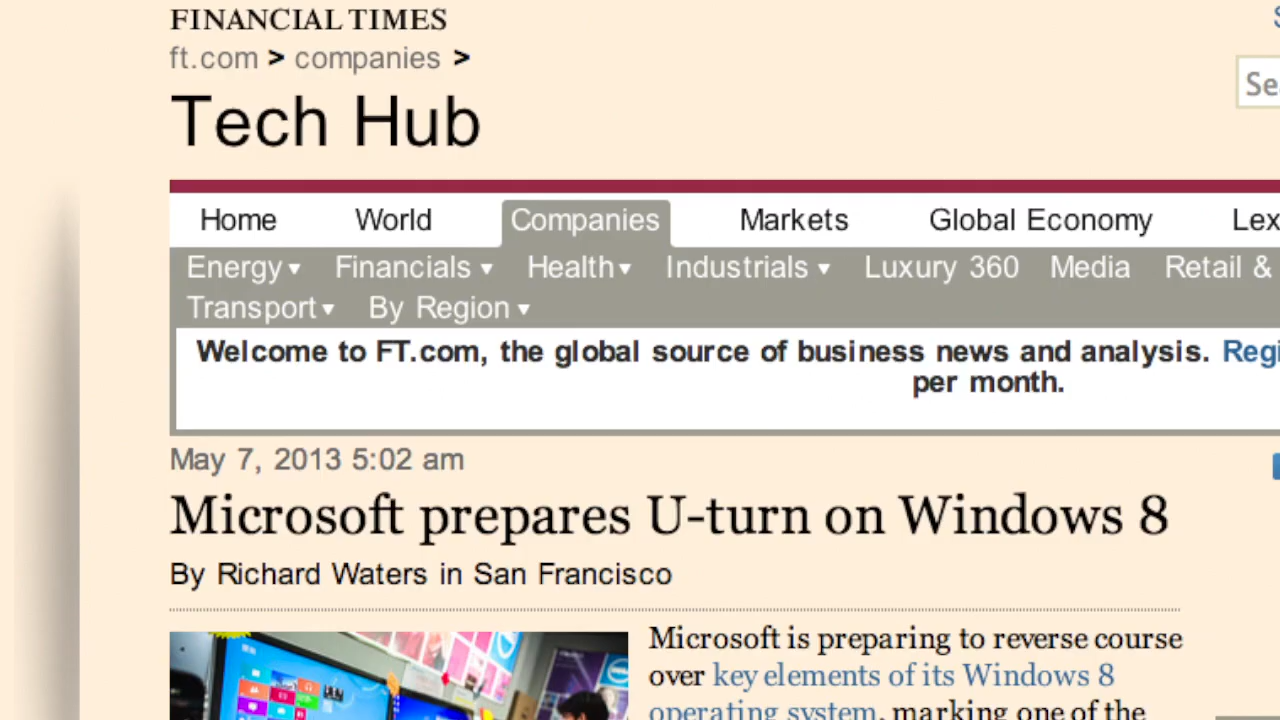 FINANCIAL TIMES
ft.com > companies >
Tech Hub
Home World Companies Markets Global Economy Lex
Energy Financials Health Industrials Luxury 360 Media Retail &
Transport By Region
Welcome to FT.com, the global source of business news and analysis.
per month.
May 7, 2013 5:02 am
Microsoft prepares U-turn on Windows 8
By Richard Waters in San Francisco
Microsoft is preparing to reverse course
over key elements of its Windows 8
operating system, marking one of the